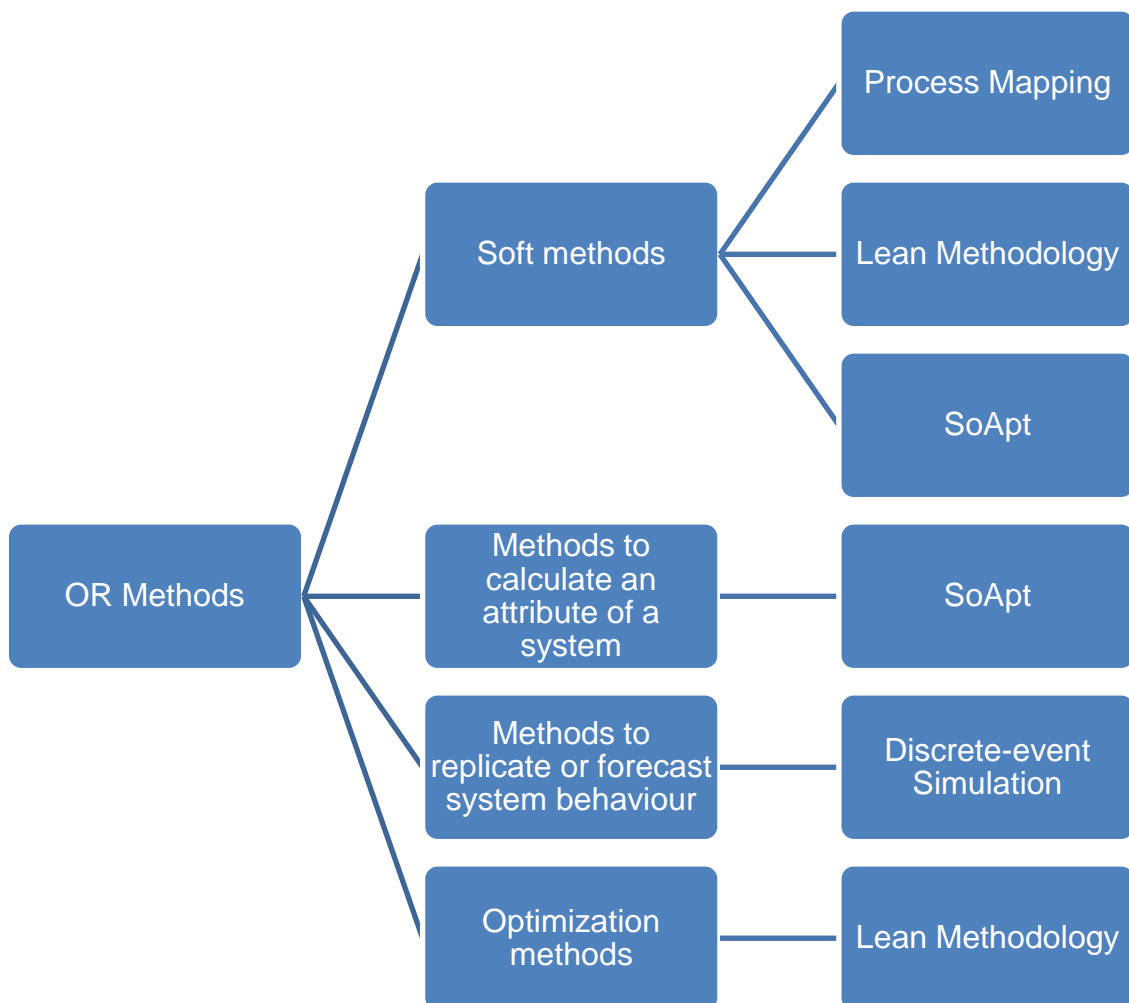 Process Mapping
Soft methods
Lean Methodology
SoApt
OR Methods
Methods to
calculate an
attribute of a
system
SoApt
Methods to
replicate or forecast
system behaviour
Discrete-event
Simulation
Optimization
methods
Lean Methodology